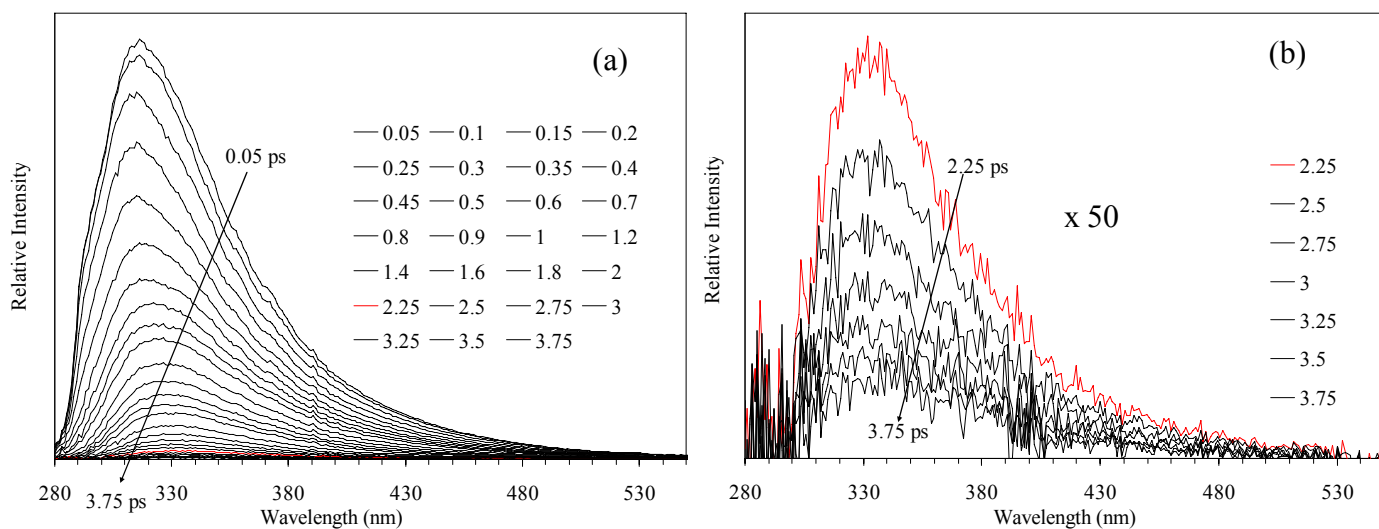 (a)
0.05 0.1 0.15 0.2
0.05 ps
0.25 0.3 0.35 0.4
0.45 0.5 0.6 0.7
0.8 0.9 1 1.2
1.4 1.6 1.8 2
2.25 2.5 2.75 3
3.25 3.5 3.75
Relative Intensity
280 330 380 430 480 530
3.75 ps
Wavelength (nm)
(b)
2.25 ps
x 50
2.25
2.5
2.75
3
3.25
3.5
3.75
3.75 ps
Relative Intensity
280 330 380 430 480 530
Wavelength (nm)